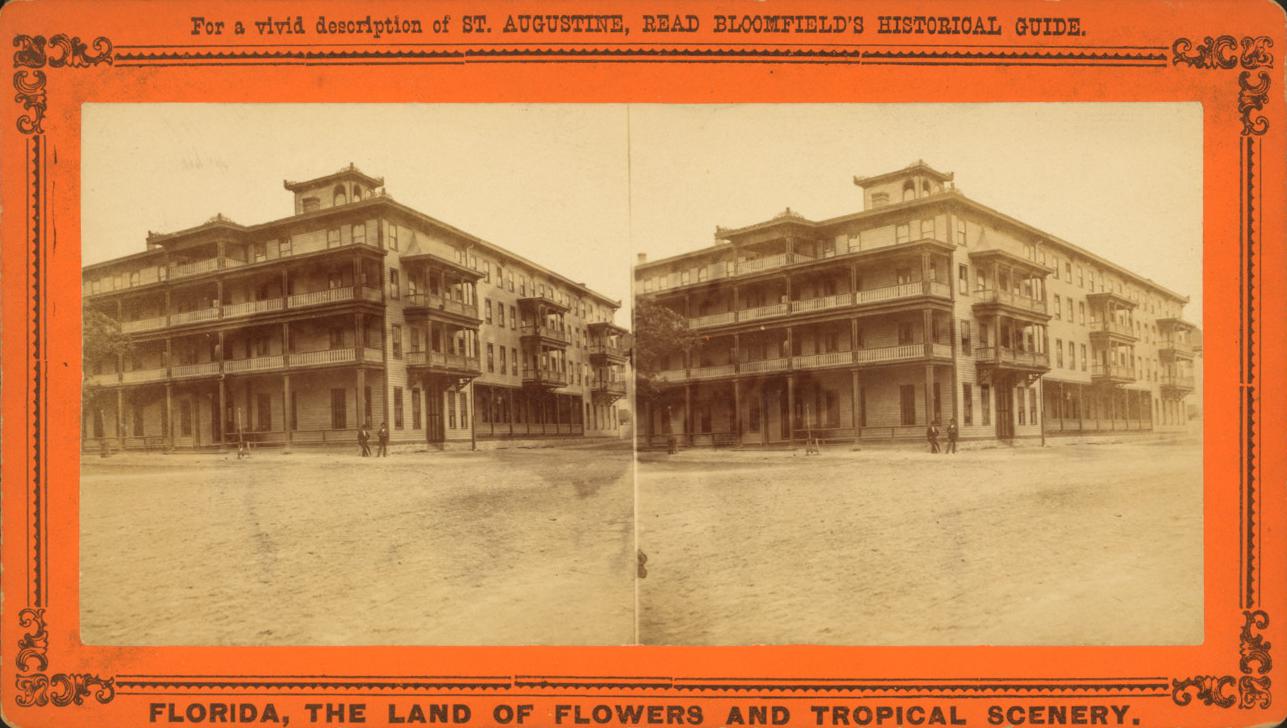 For a vivid description of ST. AUGUSTINE, READ BLOOMFIELD'S HISTORICAL GUIDE.
FLORIDA, THE LAND OF FLOWERS AND TROPICAL SCENERY.